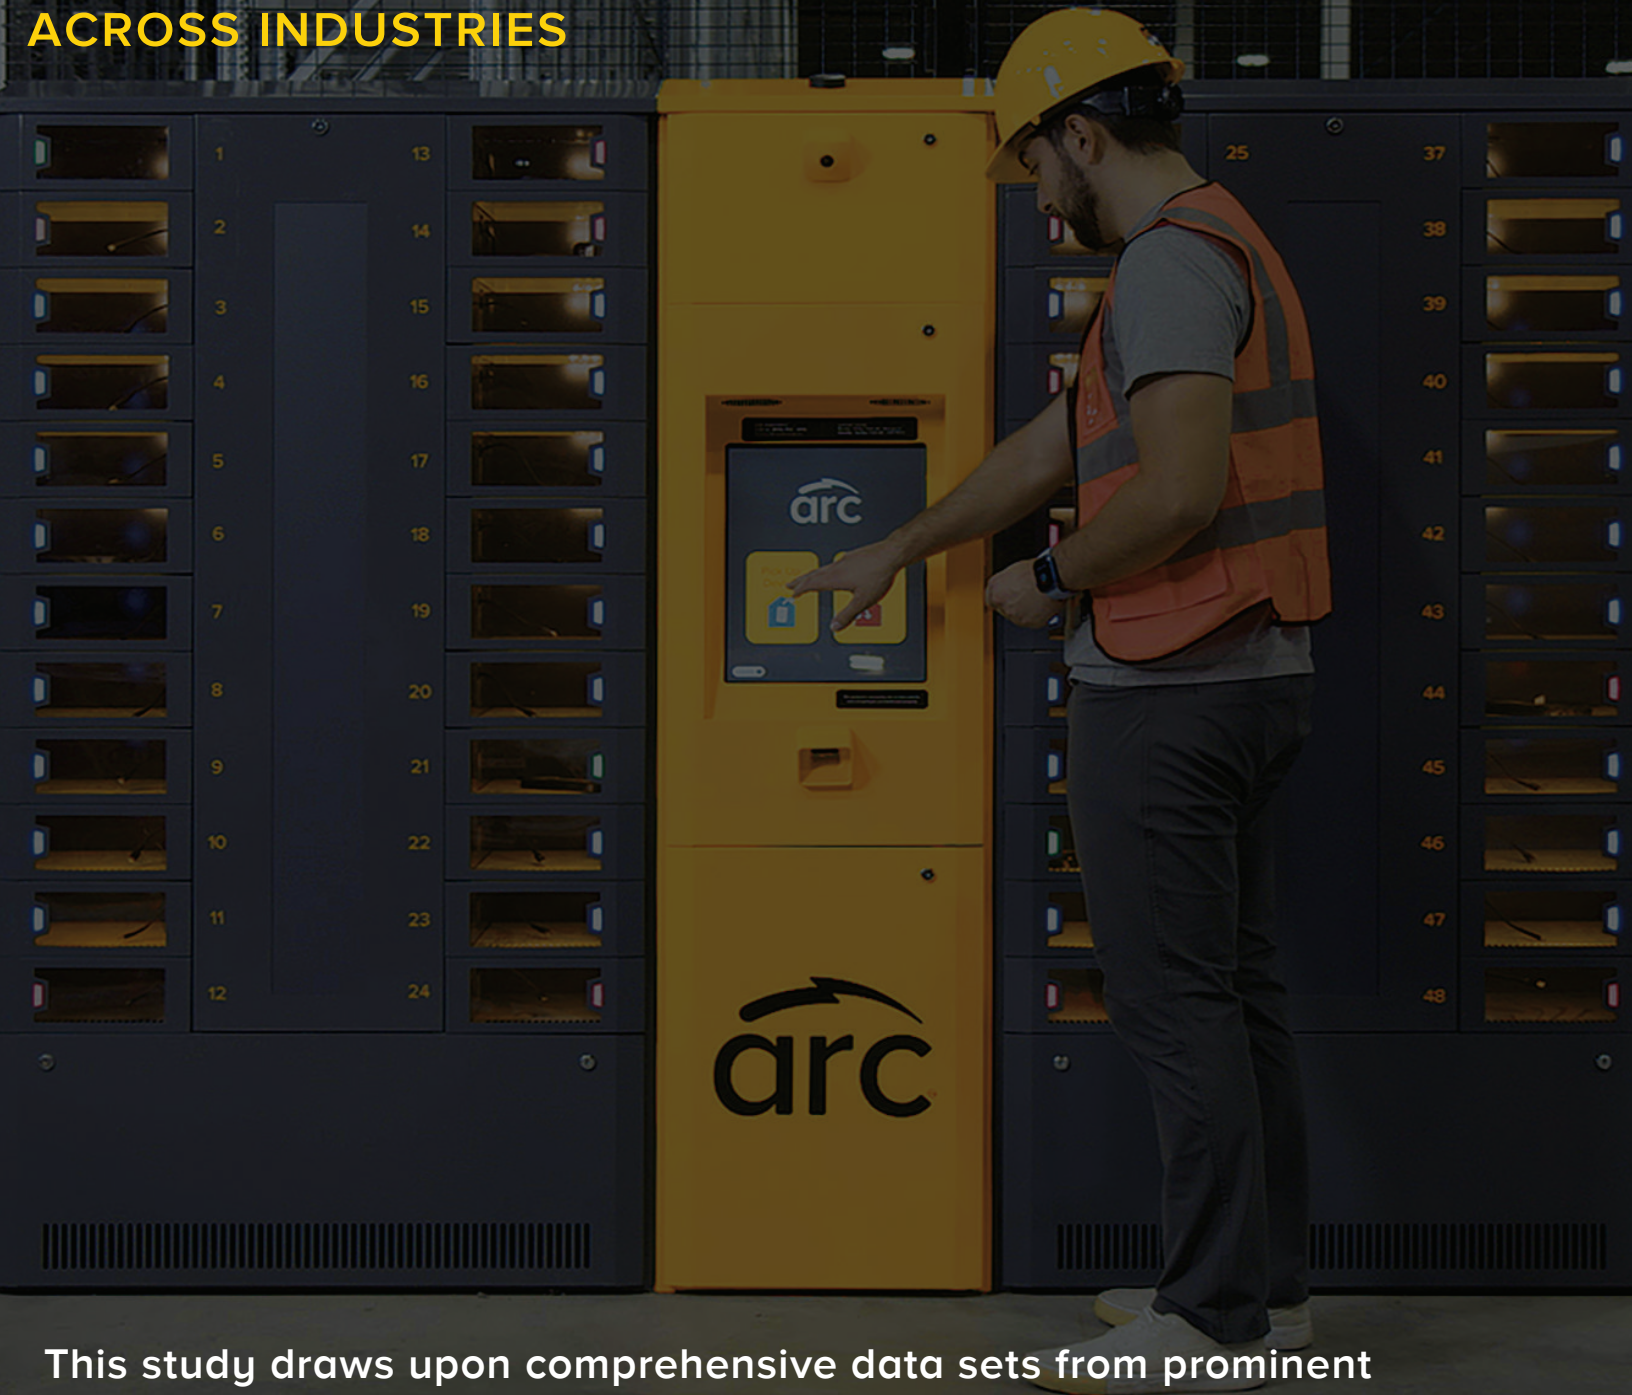 ACROSS INDUSTRIES
1 13 25 37
2 14 38
3 15 39
4 16 40
5 17 41
6 18 42
7 19 43
8 20 44
9 21 45
10 22 46
11 23 47
12 24 48
arc
arc
This study draws upon comprehensive data sets from prominent